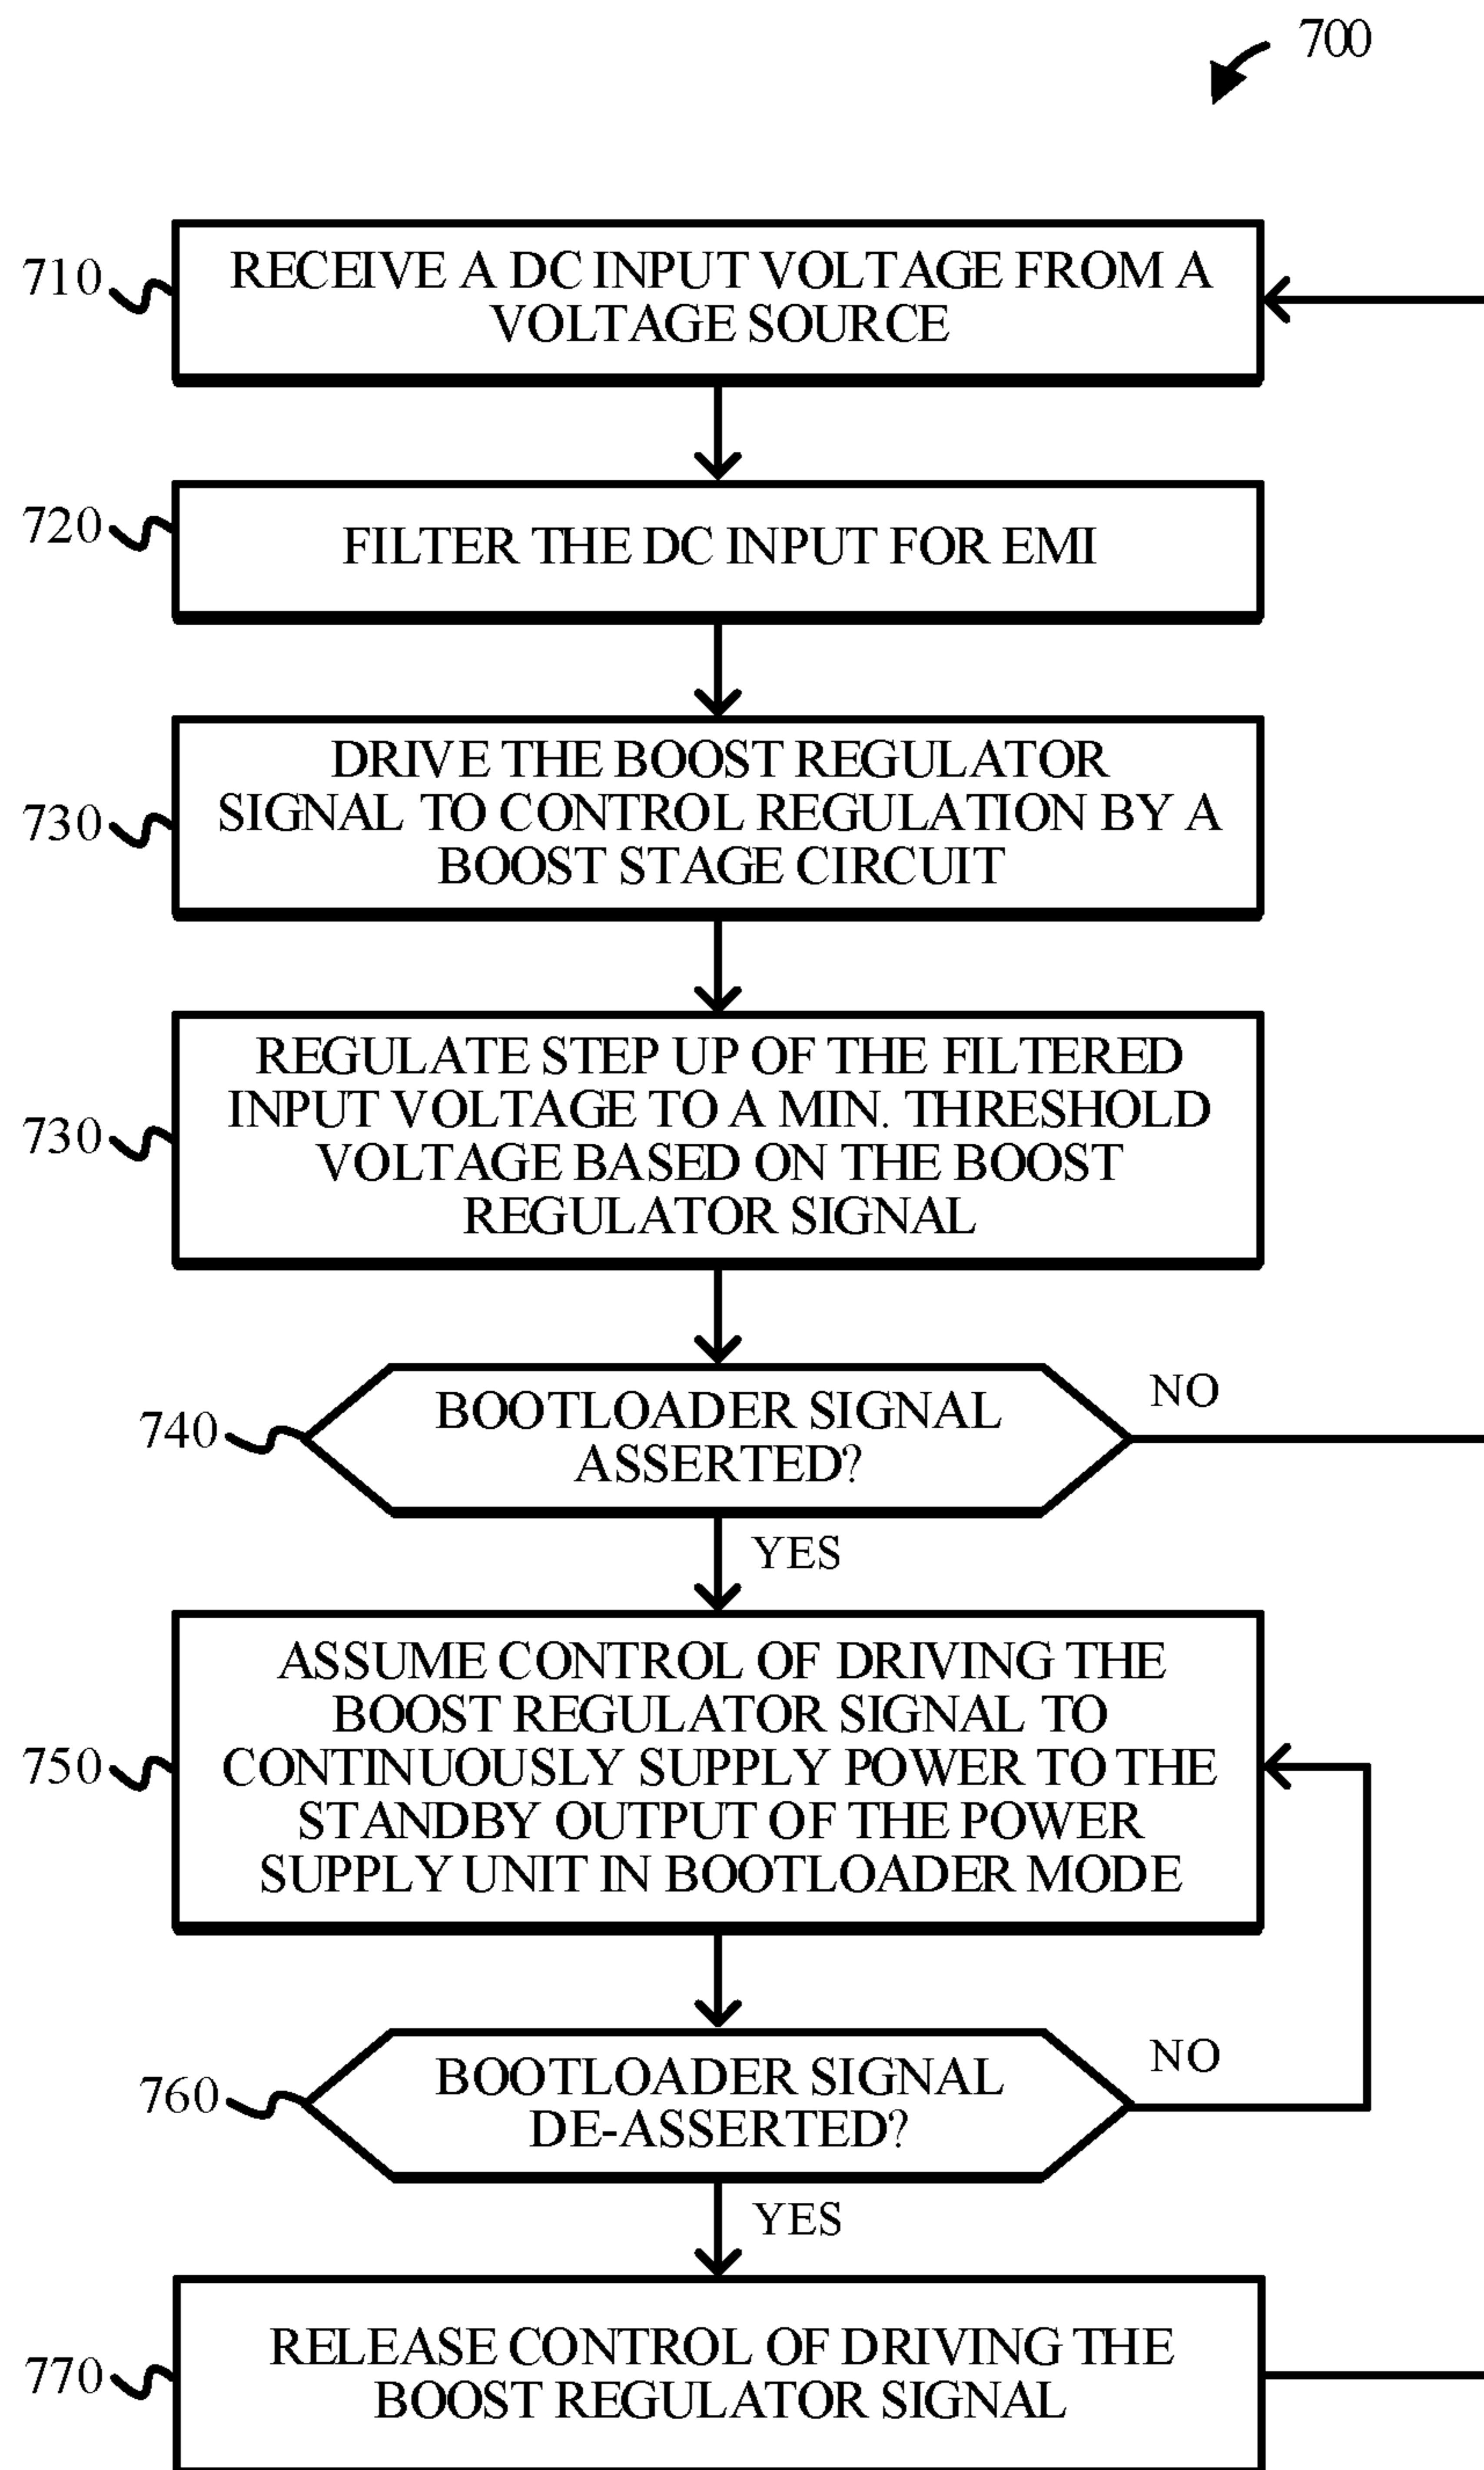 700
710
RECEIVE A DC INPUT VOLTAGE FROM A
VOLTAGE SOURCE
720
FILTER THE DC INPUT FOR EMI
730
DRIVE THE BOOST REGULATOR
SIGNAL TO CONTROL REGULATION BY A
BOOST STAGE CIRCUIT
730
REGULATE STEP UP OF THE FILTERED
INPUT VOLTAGE TO A MIN. THRESHOLD
VOLTAGE BASED ON THE BOOST
REGULATOR SIGNAL
740
BOOTLOADER SIGNAL
ASSERTED?
NO
YES
750
ASSUME CONTROL OF DRIVING THE
BOOST REGULATOR SIGNAL TO
CONTINUOUSLY SUPPLY POWER TO THE
STANDBY OUTPUT OF THE POWER
SUPPLY UNIT IN BOOTLOADER MODE
760
BOOTLOADER SIGNAL
DE-ASSERTED?
NO
YES
770
RELEASE CONTROL OF DRIVING THE
BOOST REGULATOR SIGNAL